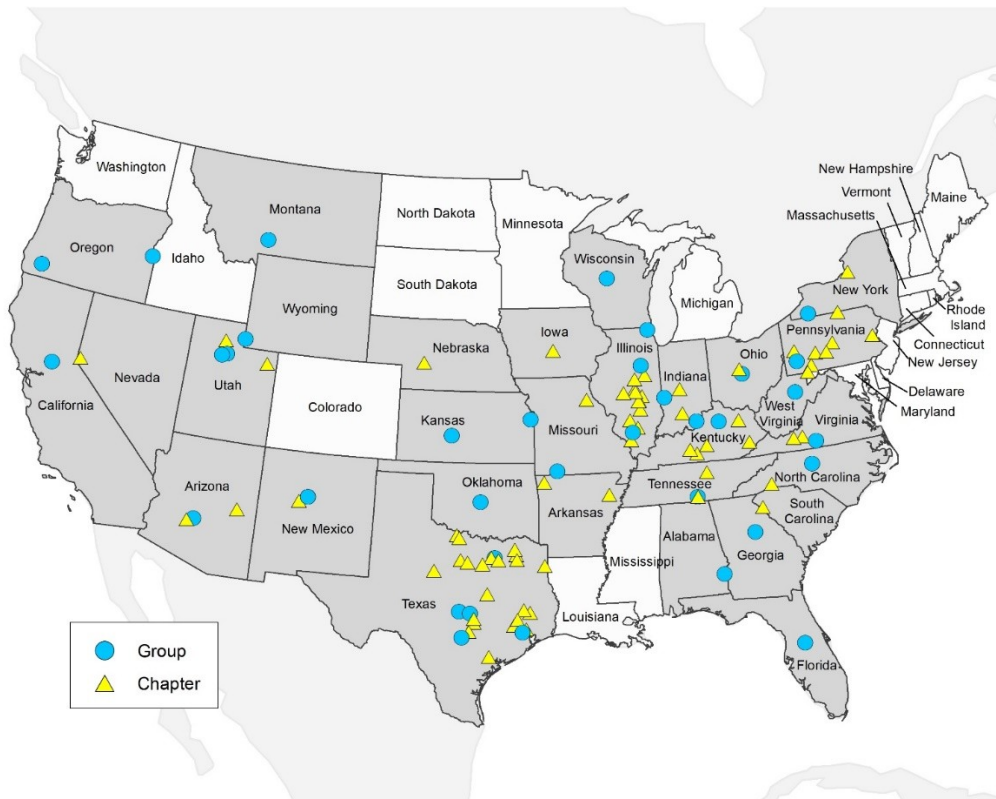 New Hampshire
Washington
Vermont
Maine
Montana
North Dakota
Massachusetts
Minnesota
Oregon
Idaho
Wisconsin
South Dakota
New York
Michigan
Wyoming
Rhode
Island
Pennsylvania
Iowa
Connecticut
Nebraska
Illinois
Ohio
New Jersey
Nevada
Utah
Indiana
Delaware
Colorado
West
Virginia
Virginia
Maryland
California
Kansas
Missouri
Kentucky
North Carolina
Oklahoma
Tennessee
Arizona
South
Carolina
Arkansas
New Mexico
Alabama
Georgia
Mississippi
Texas
Louisiana
Group
Florida
Chapter